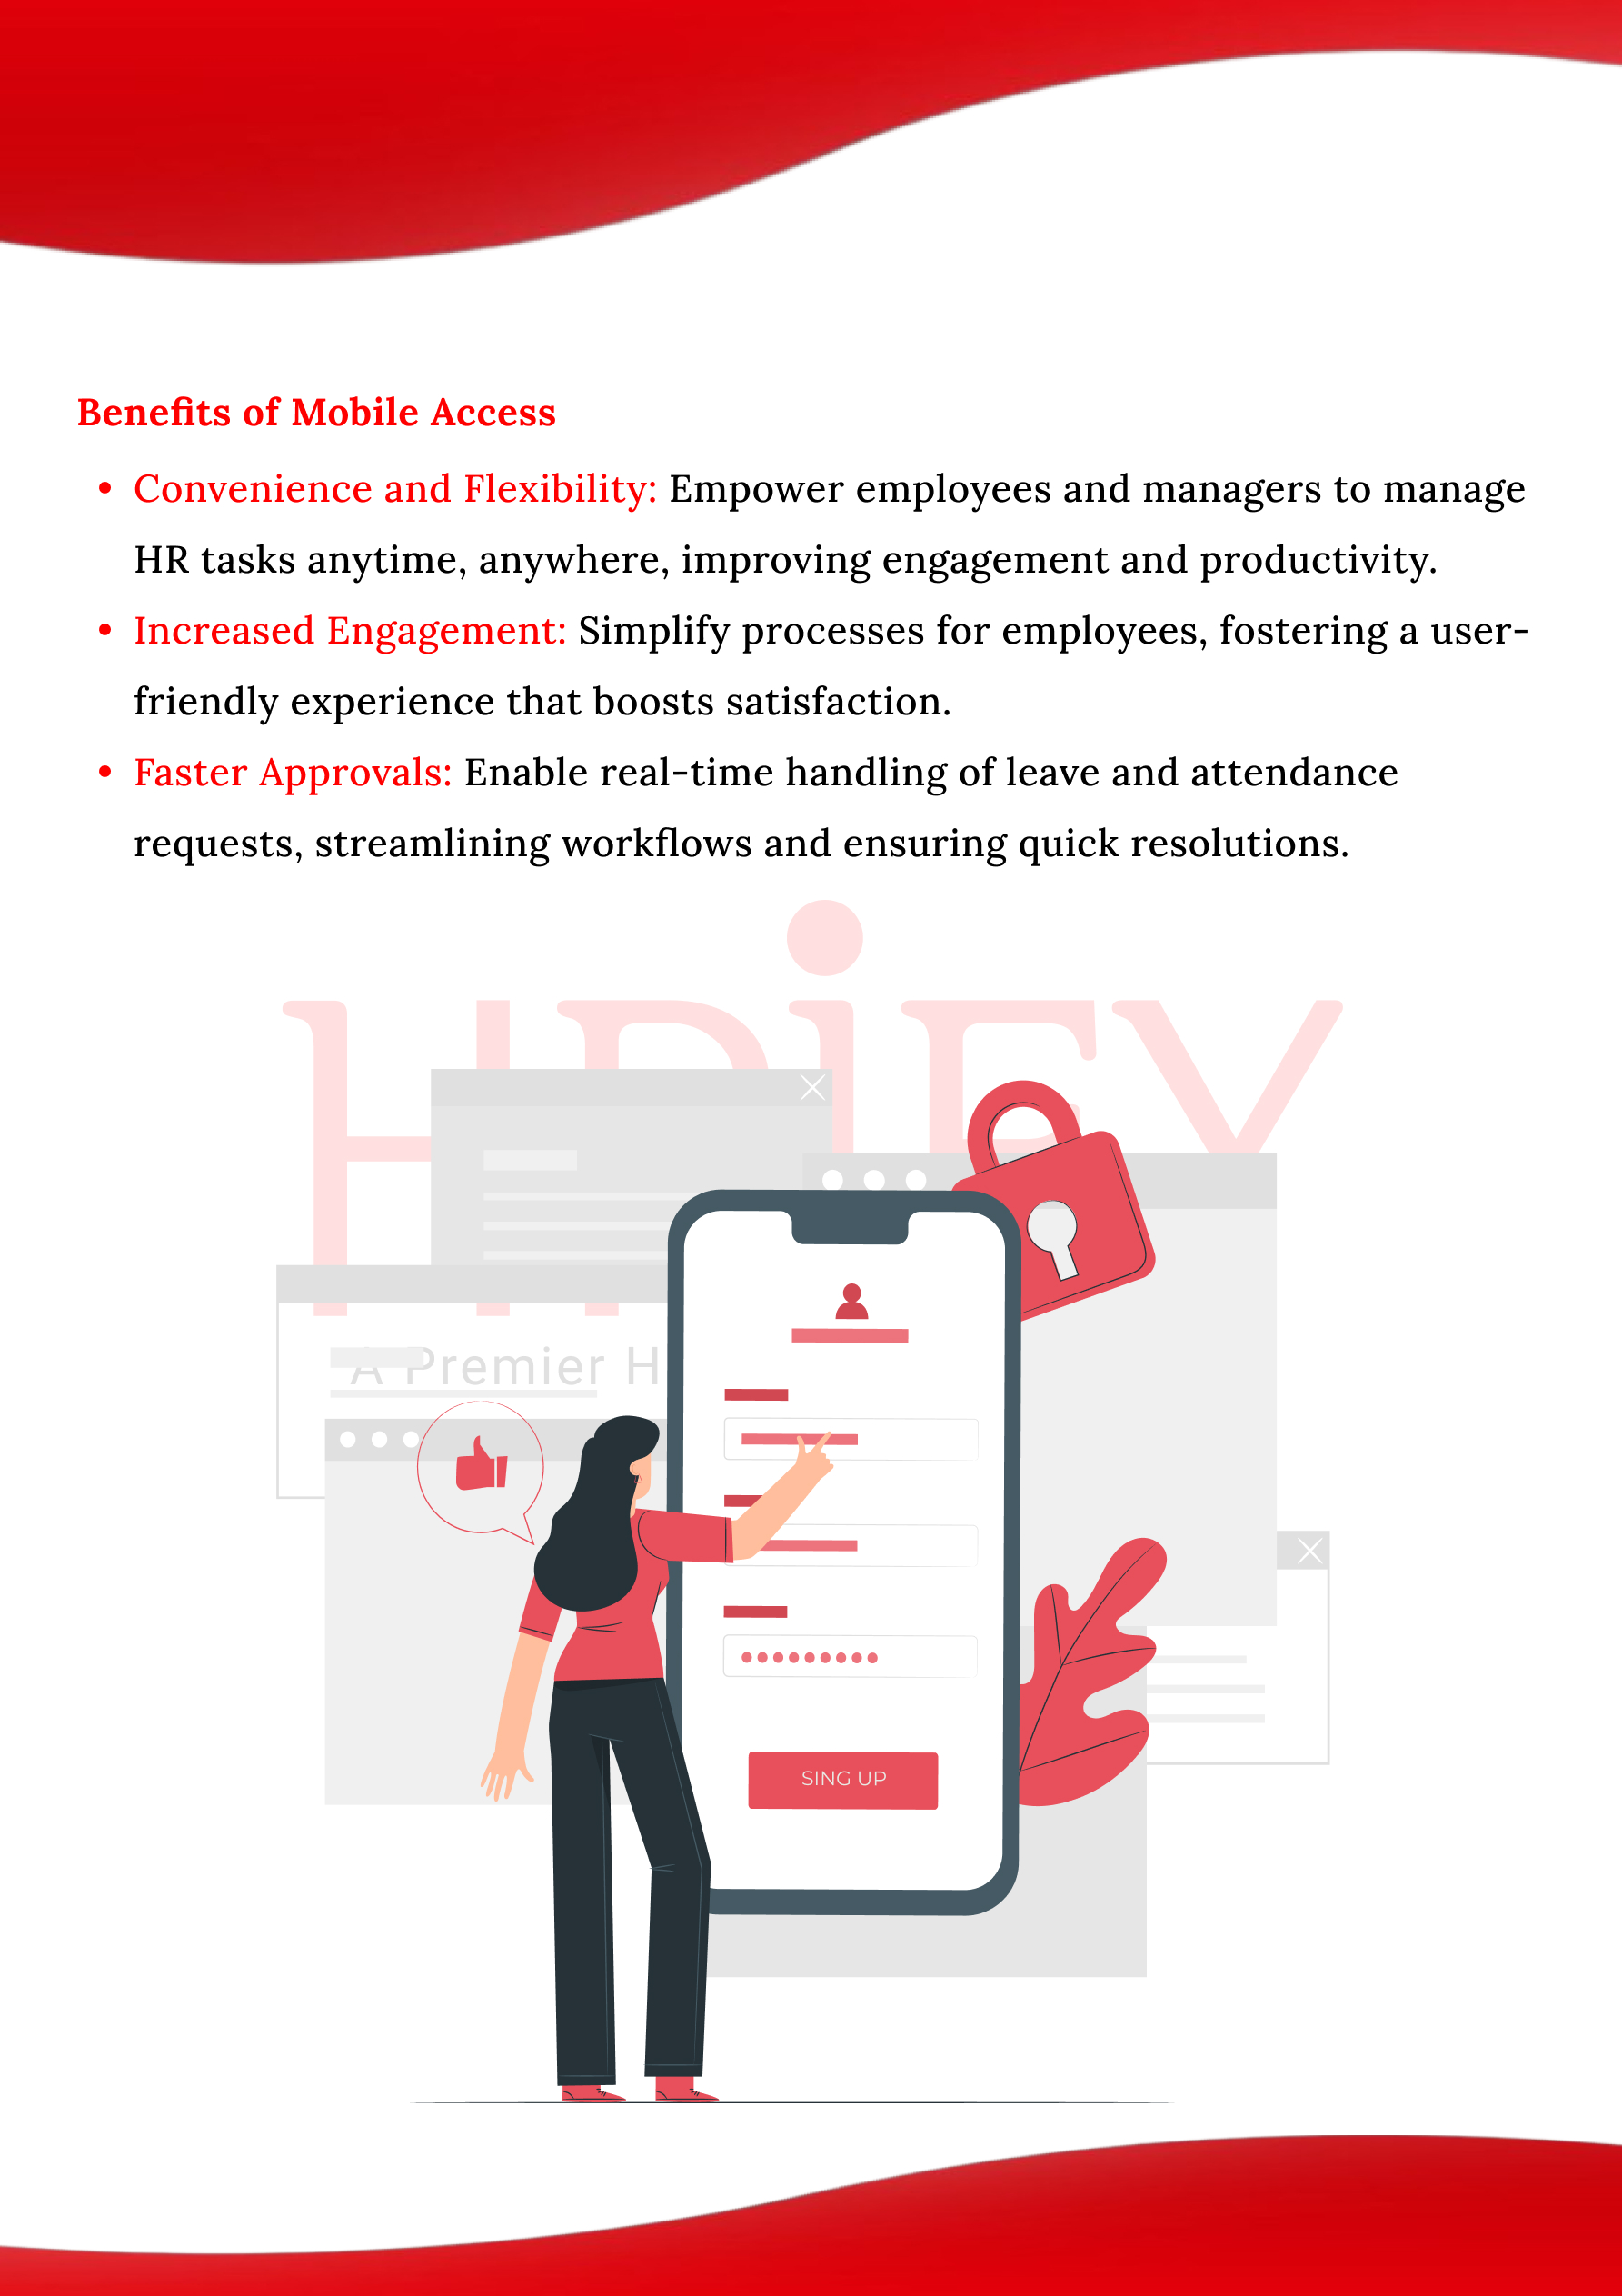 Benefits of Mobile Access
• Convenience and Flexibility: Empower employees and managers to manage
HR tasks anytime, anywhere, improving engagement and productivity.
• Increased Engagement: Simplify processes for employees, fostering a user-
friendly experience that boosts satisfaction.
• Faster Approvals: Enable real-time handling of leave and attendance
requests, streamlining workflows and ensuring quick resolutions.
A Premier H
SING UP